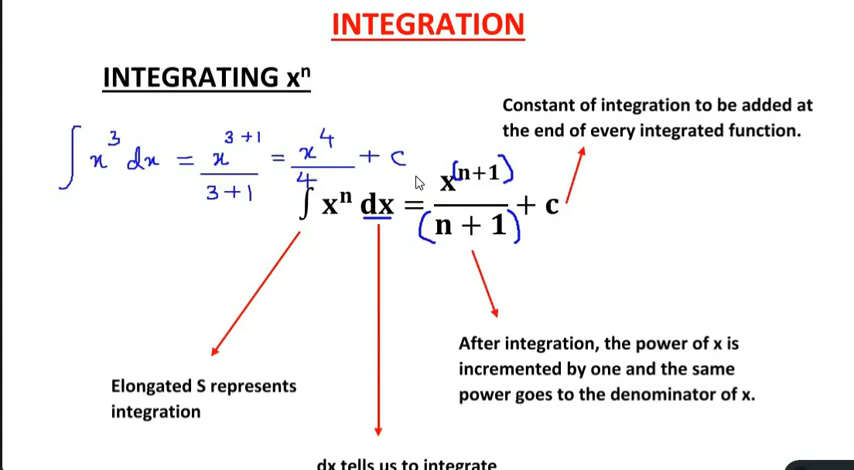 INTEGRATION
INTEGRATING xⁿ
Constant of integration to be added at
the end of every integrated function.
∫ x³ dx = x³⁺¹/3+1 = x⁴/4 + c
∫ xⁿ dx = x⁽ⁿ⁺¹⁾/(n + 1) + c
After integration, the power of x is
incremented by one and the same
power goes to the denominator of x.
Elongated S represents
integration
dx tells us to integrate